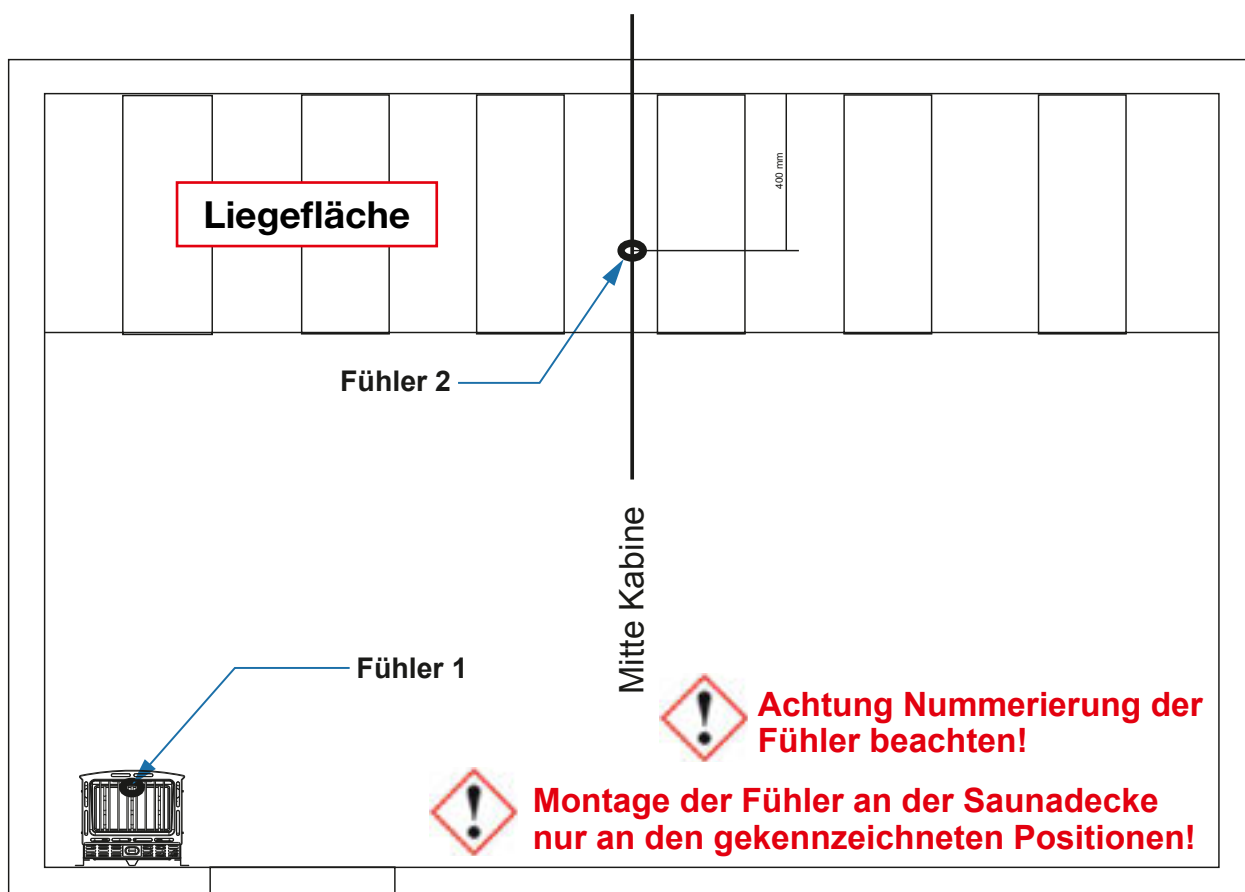 400 mm
Liegefläche
Fühler 2
Mitte Kabine
Fühler 1
Achtung Nummerierung der
Fühler beachten!
Montage der Fühler an der Saunadecke
nur an den gekennzeichneten Positionen!